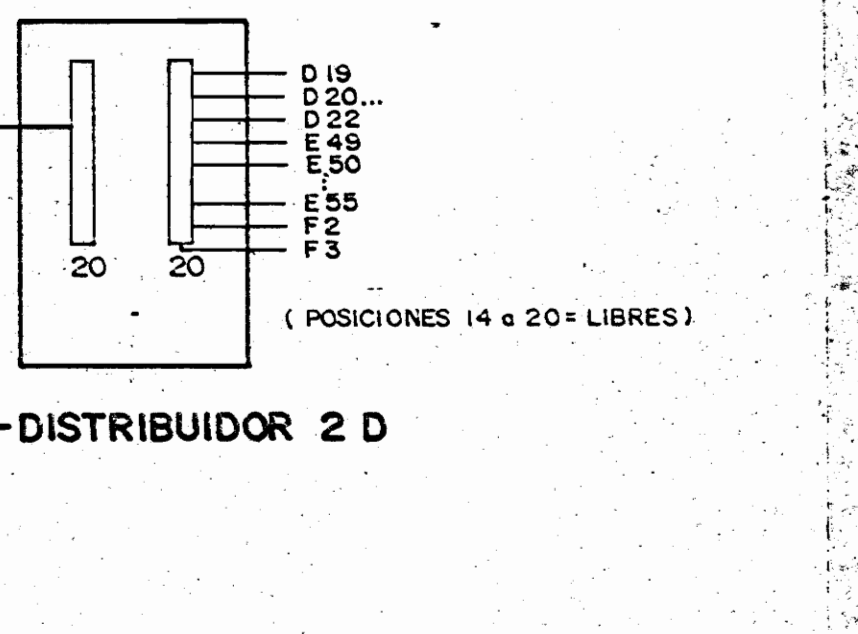 D 19
D 20...
D 22
E 49
E 50
:
E 55
F 2
F 3
20 20
( POSICIONES 14 a 20 = LIBRES )
-DISTRIBUIDOR 2 D